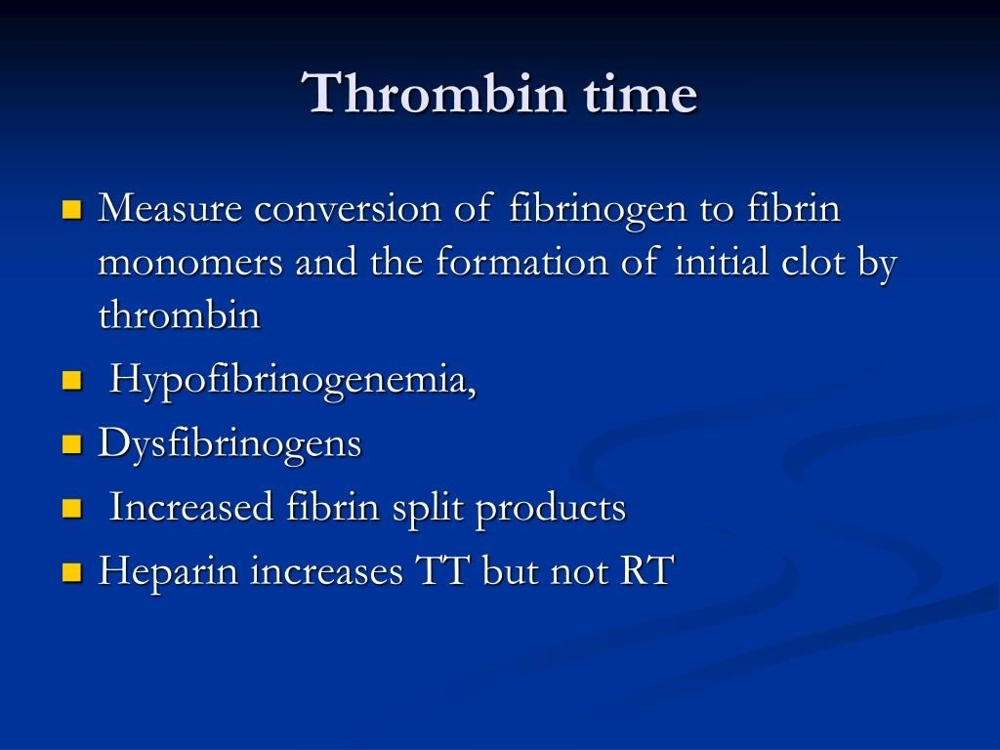 Thrombin time
Measure conversion of fibrinogen to fibrin
monomers and the formation of initial clot by
thrombin
Hypofibrinogenemia,
Dysfibrinogens
Increased fibrin split products
Heparin increases TT but not RT